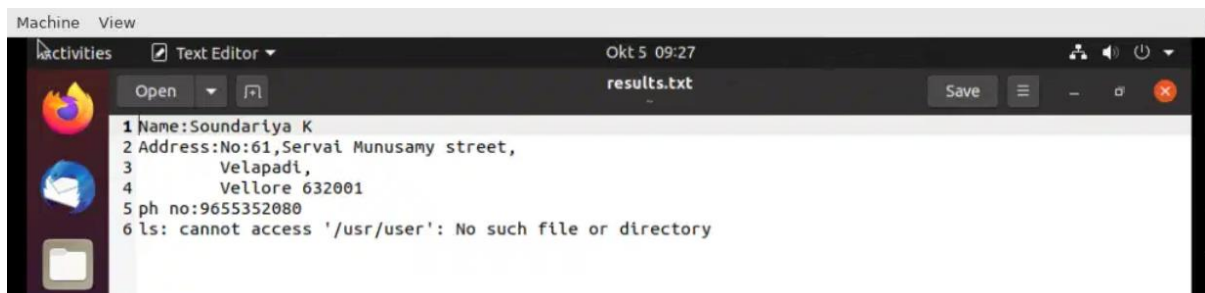 Machine View
Activities Text Editor Okt 5 09:27
Open results.txt Save
~
1 Name:Soundariya K
2 Address:No:61,Servai Munusamy street,
3 Velapadi,
4 Vellore 632001
5 ph no:9655352080
6 ls: cannot access '/usr/user': No such file or directory